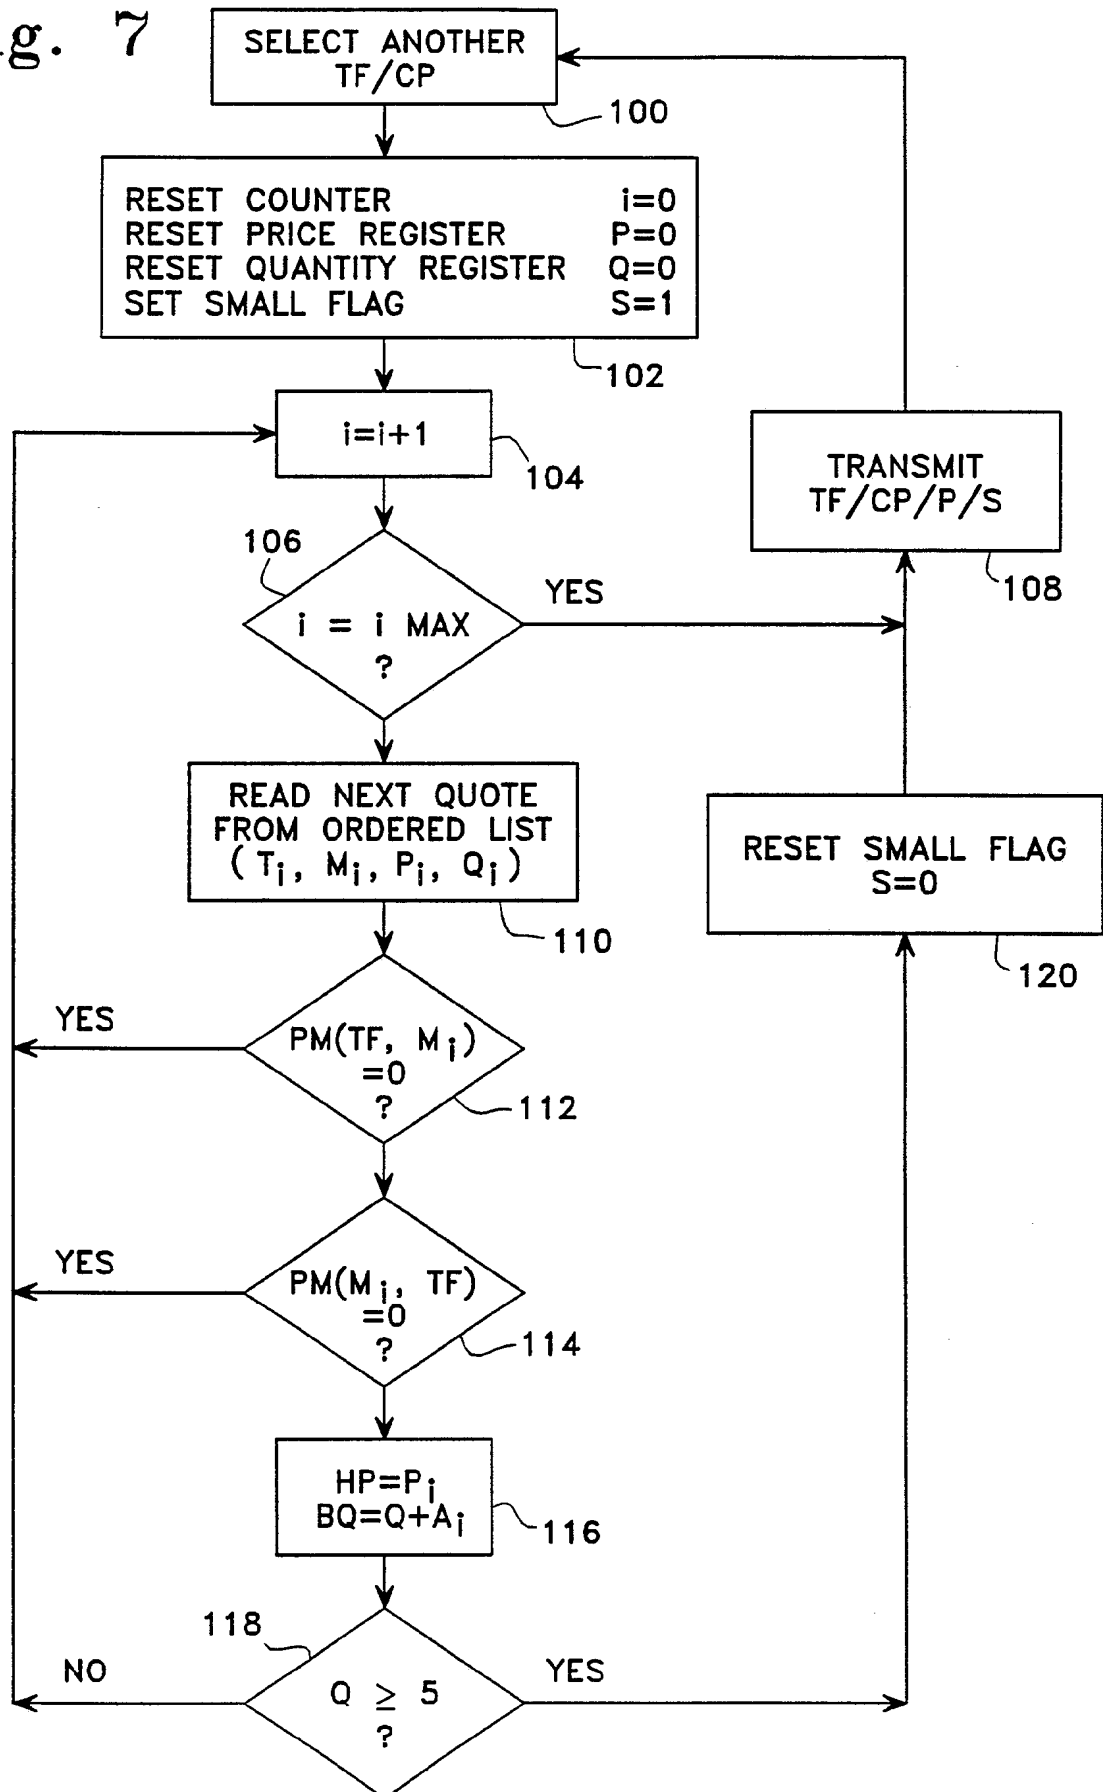 g. 7
SELECT ANOTHER
TF/CP
100
RESET COUNTER i=0
RESET PRICE REGISTER P=0
RESET QUANTITY REGISTER Q=0
SET SMALL FLAG S=1
102
i=i+1
104
TRANSMIT
TF/CP/P/S
108
106
YES
i = i MAX
?
READ NEXT QUOTE
FROM ORDERED LIST
(Ti, Mi, Pi, Qi)
110
RESET SMALL FLAG
S=0
120
YES
PM(TF, Mi)
=0
?
112
YES
PM(Mi, TF)
=0
?
114
HP=Pi
BQ=Q+Ai
116
118
NO
Q ≥ 5
?
YES